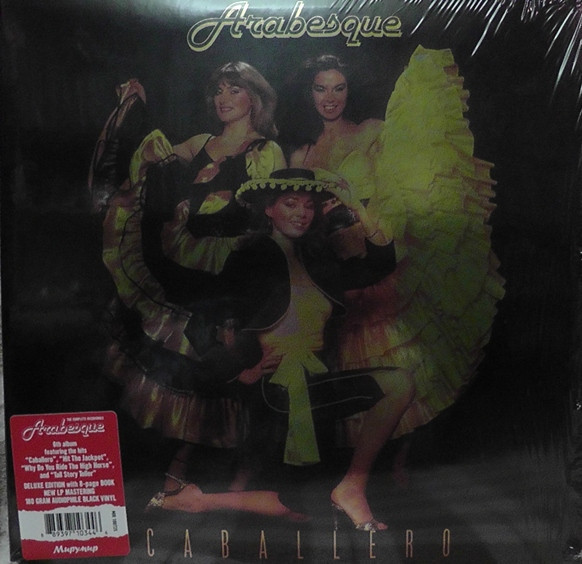 Arabesque
THE COMPLETE RECORDINGS
Arabesque
8th album
featuring the hits
"Caballero", "Hit The Jackpot",
"Why Do You Ride The High Horse",
and "Tall Story Teller"
DELUXE EDITION with 8-page BOOK
NEW LP MASTERING
180 GRAM AUDIOPHILE BLACK VINYL
Мирумир
CABALLERO